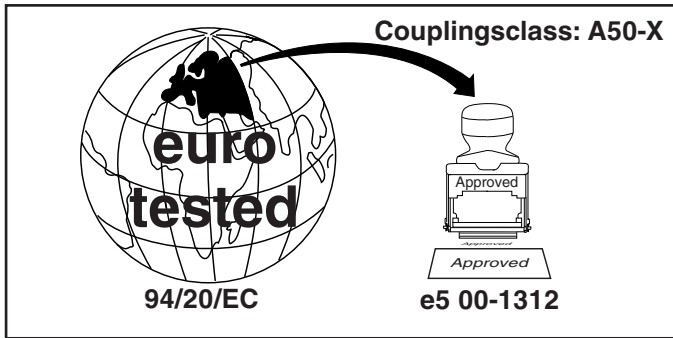 Couplingsclass: A50-X
euro
tested
Approved
Approved
Approved
94/20/EC
e5 00-1312